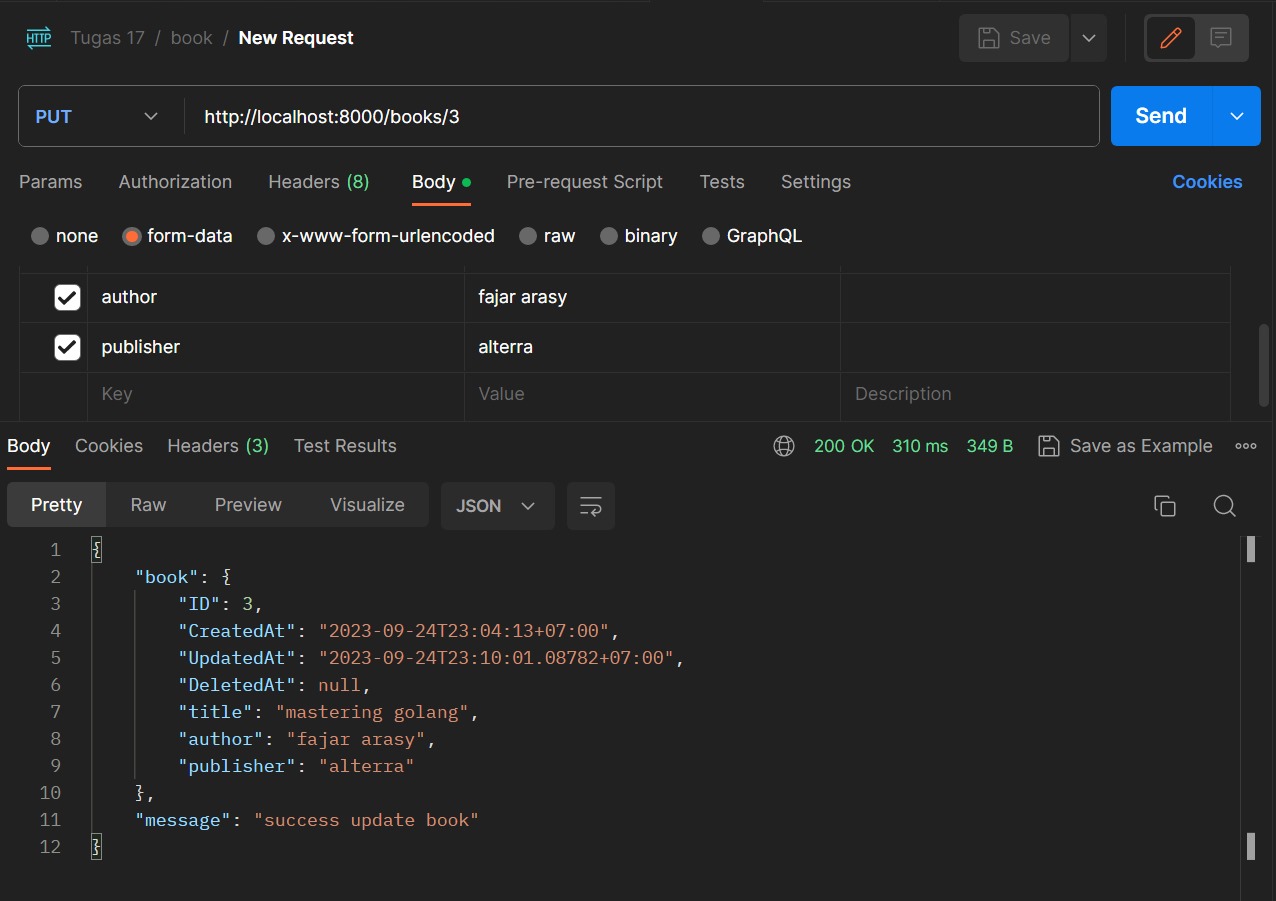 HTTP Tugas 17 / book / New Request Save
PUT http://localhost:8000/books/3 Send
Params Authorization Headers (8) Body Pre-request Script Tests Settings Cookies
none form-data x-www-form-urlencoded raw binary GraphQL
author fajar arasy
publisher alterra
Key Value Description
Body Cookies Headers (3) Test Results 200 OK 310 ms 349 B Save as Example
Pretty Raw Preview Visualize JSON
1 {
2 "book": {
3 "ID": 3,
4 "CreatedAt": "2023-09-24T23:04:13+07:00",
5 "UpdatedAt": "2023-09-24T23:10:01.08782+07:00",
6 "DeletedAt": null,
7 "title": "mastering golang",
8 "author": "fajar arasy",
9 "publisher": "alterra"
10 },
11 "message": "success update book"
12 }